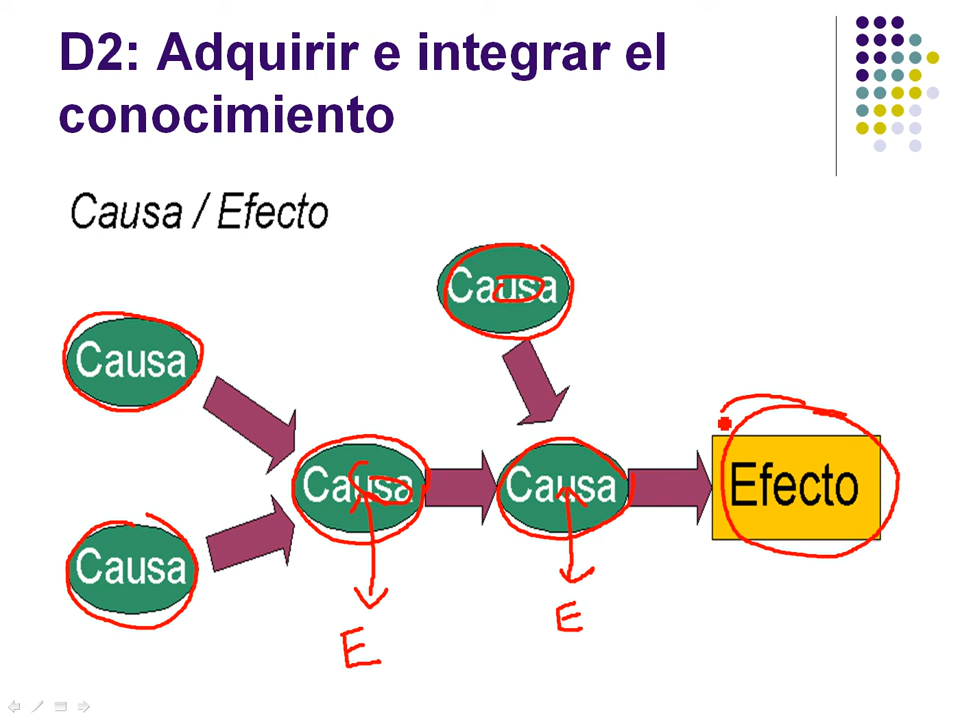 D2: Adquirir e integrar el
conocimiento
Causa / Efecto
Causa
Causa
Causa
Causa
Efecto
Causa
E
E